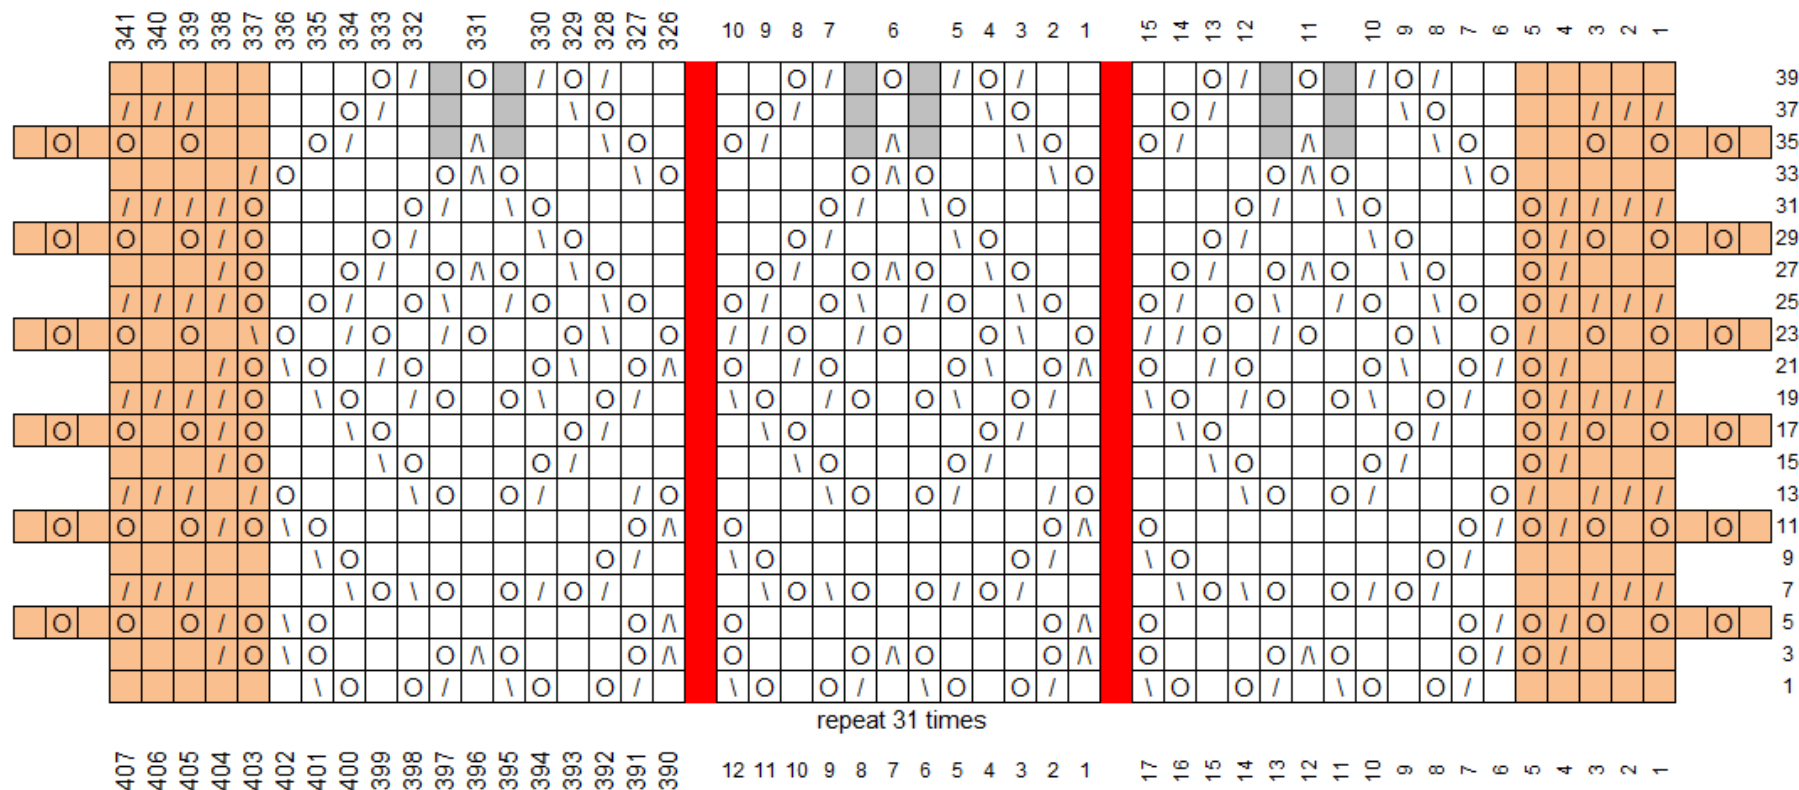 341 340 339 338 337 336 335 334 333 332 331 330 329 328 327 326 10 9 8 7 6 5 4 3 2 1 15 14 13 12 11 10 9 8 7 6 5 4 3 2 1
O / O / O / O / O / O / O / O / O / 39
/ / / O / \ O O / \ O O / \ O / / / 37
O O O O / /\ \ O O / /\ \ O O / /\ \ O O O O 35
/ O O /\ O \ O O /\ O \ O O /\ O \ O 33
/ / / / O O / \ O O / \ O O / \ O O / / / / 31
O O O / O O / \ O O / \ O O / \ O O / O O O 29
/ O O / O /\ O \ O O / O /\ O \ O O / O /\ O \ O O / 27
/ / / / O O / O \ / O \ O O / O \ / O \ O O / O \ / O \ O O / / / / 25
O O O \ O / O / O O \ O / / O / O O \ O / / O / O O \ O / O O O 23
/ O \ O / O O \ O /\ O / O O \ O /\ O / O O \ O / O / 21
/ / / / O \ O / O O \ O / \ O / O O \ O / \ O / O O \ O / O / / / / 19
O O O / O \ O O / \ O O / \ O O / O / O O O 17
/ O \ O O / \ O O / \ O O / O / 15
/ / / / O \ O O / / O \ O O / / O \ O O / O / / / / 13
O O O / O \ O O /\ O O /\ O O / O / O O O 11
\ O O / \ O O / \ O O / 9
/ / / \ O \ O O / O / \ O \ O O / O / \ O \ O O / O / / / / 7
O O O / O \ O O /\ O O /\ O O / O / O O O 5
/ O \ O O /\ O O /\ O O /\ O O /\ O O /\ O O / O / 3
\ O O / \ O O / \ O O / \ O O / \ O O / \ O O / 1
repeat 31 times
407 406 405 404 403 402 401 400 399 398 397 396 395 394 393 392 391 390 12 11 10 9 8 7 6 5 4 3 2 1 17 16 15 14 13 12 11 10 9 8 7 6 5 4 3 2 1